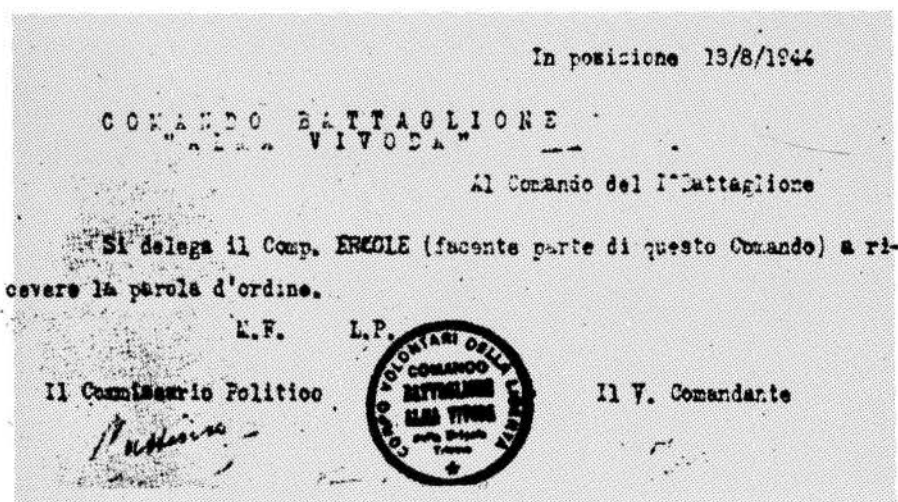 In posizione 13/8/1944
COMANDO BATTAGLIONE
"ALMA VIVODA"
Al Comando del I°Battaglione
Si delega il Comp. ERCOLE (facente parte di questo Comando) a ri-
cevere la parola d'ordine.
M.F. L.P.
Il Commissario Politico
Il V. Comandante
CORPO VOLONTARI DELLA LIBERTA
COMANDO
BATTAGLIONE
ALMA VIVODA